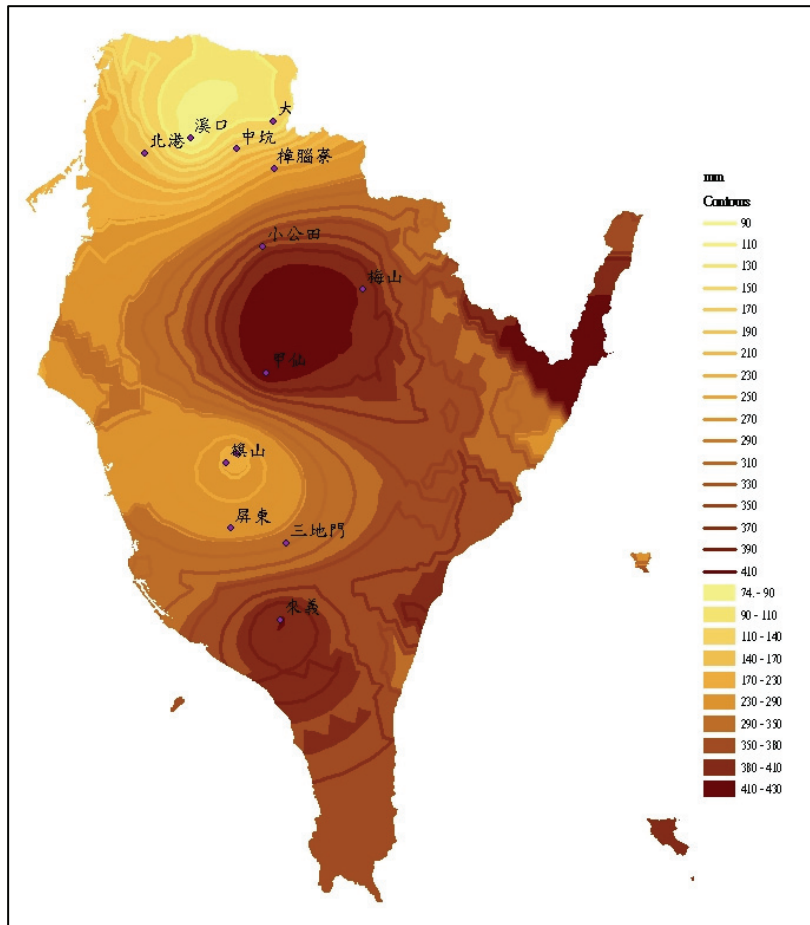 大
溪口
中坑
北港
樟腦寮
小公田
梅山
甲仙
旗山
屏東
三地門
來義
mm
Contours
90
110
130
150
170
190
210
230
250
270
290
310
330
350
370
390
410
74. - 90
90 - 110
110 - 140
140 - 170
170 - 230
230 - 290
290 - 350
350 - 380
380 - 410
410 - 430